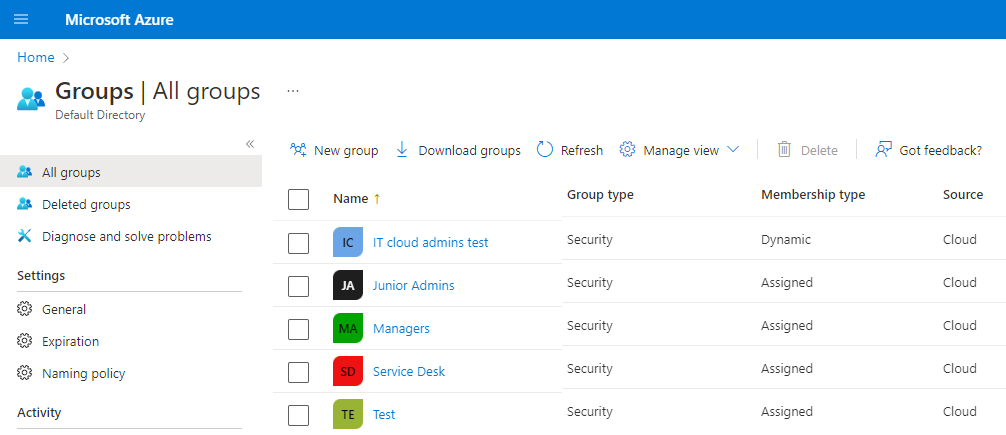 Microsoft Azure
Home >
Groups | All groups ...
Default Directory
«
All groups
Deleted groups
Diagnose and solve problems
Settings
General
Expiration
Naming policy
Activity
New group Download groups Refresh Manage view Delete Got feedback?
Name ↑ Group type Membership type Source
IC IT cloud admins test Security Dynamic Cloud
JA Junior Admins Security Assigned Cloud
MA Managers Security Assigned Cloud
SD Service Desk Security Assigned Cloud
TE Test Security Assigned Cloud